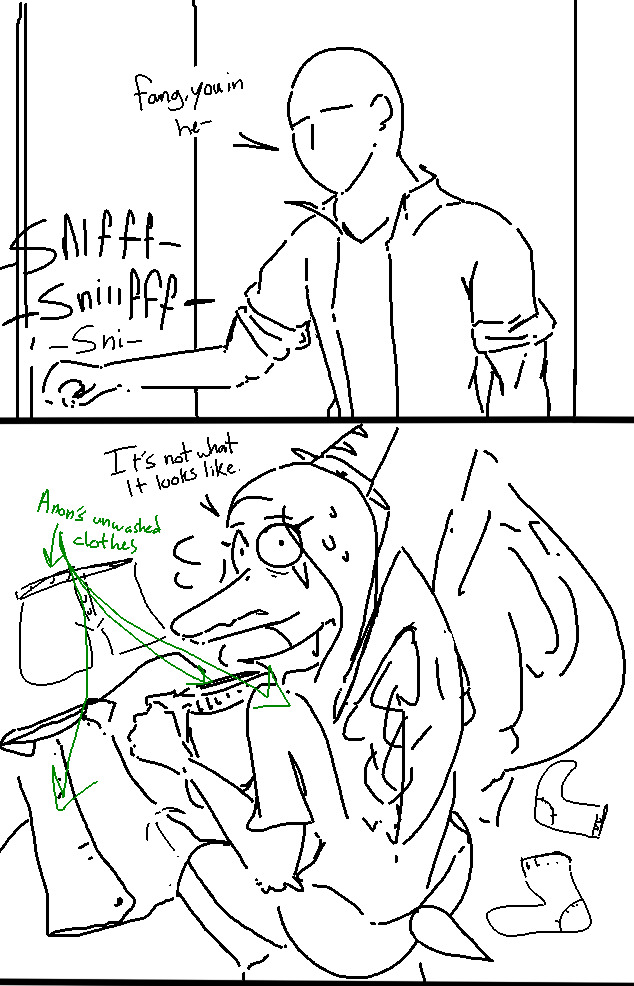 fang, you in
he-
-Snifff-
-Sniiifff-
-Sni-
It's not what
It looks like.
Anon's unwashed
clothes